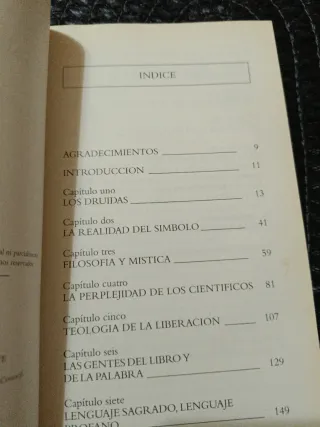 INDICE
AGRADECIMIENTOS 9
INTRODUCCION 11
Capítulo uno
LOS DRUIDAS 13
Capítulo dos
LA REALIDAD DEL SIMBOLO 41
Capítulo tres
FILOSOFIA Y MISTICA 59
Capítulo cuatro
LA PERPLEJIDAD DE LOS CIENTIFICOS 81
Capítulo cinco
TEOLOGIA DE LA LIBERACION 107
Capítulo seis
LAS GENTES DEL LIBRO Y
DE LA PALABRA 129
Capítulo siete
LENGUAJE SAGRADO, LENGUAJE
PROFANO 149